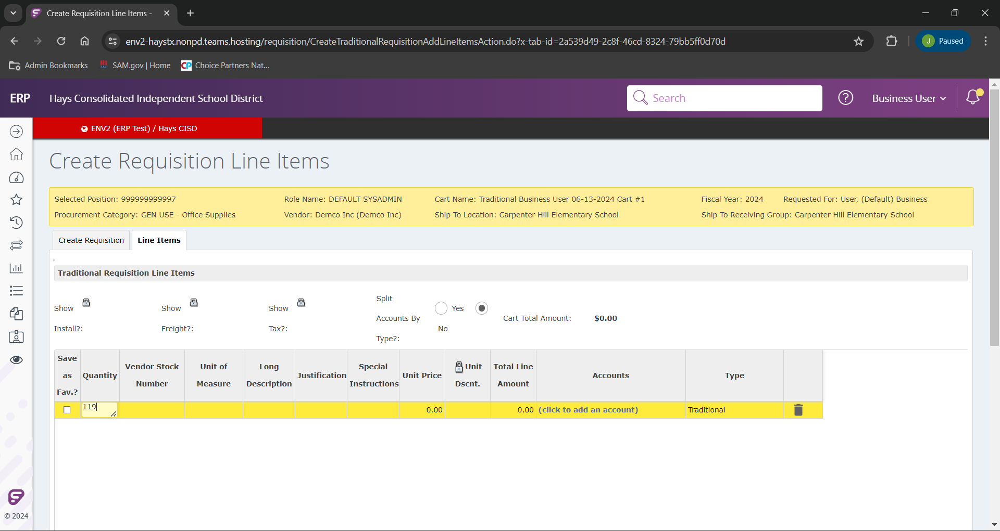 Create Requisition Line Items -
env2-haystx.nonpd.teams.hosting/requisition/CreateTraditionalRequisitionAddLineItemsAction.do?x-tab-id=2a539d49-2c8f-46cd-8324-79bb5ff0d70d
J Paused
Admin Bookmarks
SAM.gov | Home
CP Choice Partners Nat...
ERP Hays Consolidated Independent School District
Search
? Business User
ENV2 (ERP Test) / Hays CISD
Create Requisition Line Items
Selected Position: 999999999997 Role Name: DEFAULT SYSADMIN Cart Name: Traditional Business User 06-13-2024 Cart #1 Fiscal Year: 2024 Requested For: User, (Default) Business
Procurement Category: GEN USE - Office Supplies Vendor: Demco Inc (Demco Inc) Ship To Location: Carpenter Hill Elementary School Ship To Receiving Group: Carpenter Hill Elementary School
Create Requisition Line Items
.
Traditional Requisition Line Items
Show Install?:
Show Freight?:
Show Tax?:
Split Accounts By Type?:
Yes
No
Cart Total Amount: $0.00
Save as Fav.?
Quantity
Vendor Stock Number
Unit of Measure
Long Description
Justification
Special Instructions
Unit Price
Unit Dscnt.
Total Line Amount
Accounts
Type
119 0.00 0.00 (click to add an account) Traditional
© 2024